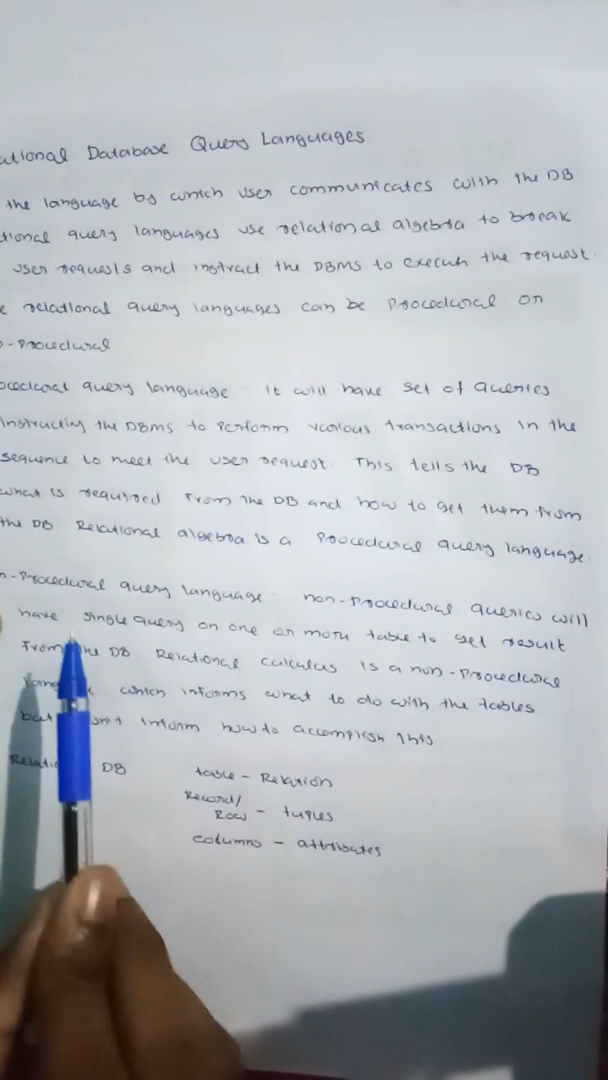 ational Database Query Languages
the language by which user communicates with the DB
tional query languages use relational algebra to break
user requests and instruct the DBMS to execute the request.
e relational query languages can be Procedural or
- Procedural
ocedural query language : It will have set of queries
instructing the DBMS to Perform various transactions in the
sequence to meet the user request. This tells the DB
what is required from the DB and how to get them from
the DB Relational algebra is a Procedural query language.
n-Procedural query language non-Procedural queries will
have single query on one or more table to get result
From the DB. Relational calculus is a non-Procedural
which informs what to do with the tables
but inform how to accomplish this
Relatio DB table - Relation
Record/
Row - tuples
columns - attributes